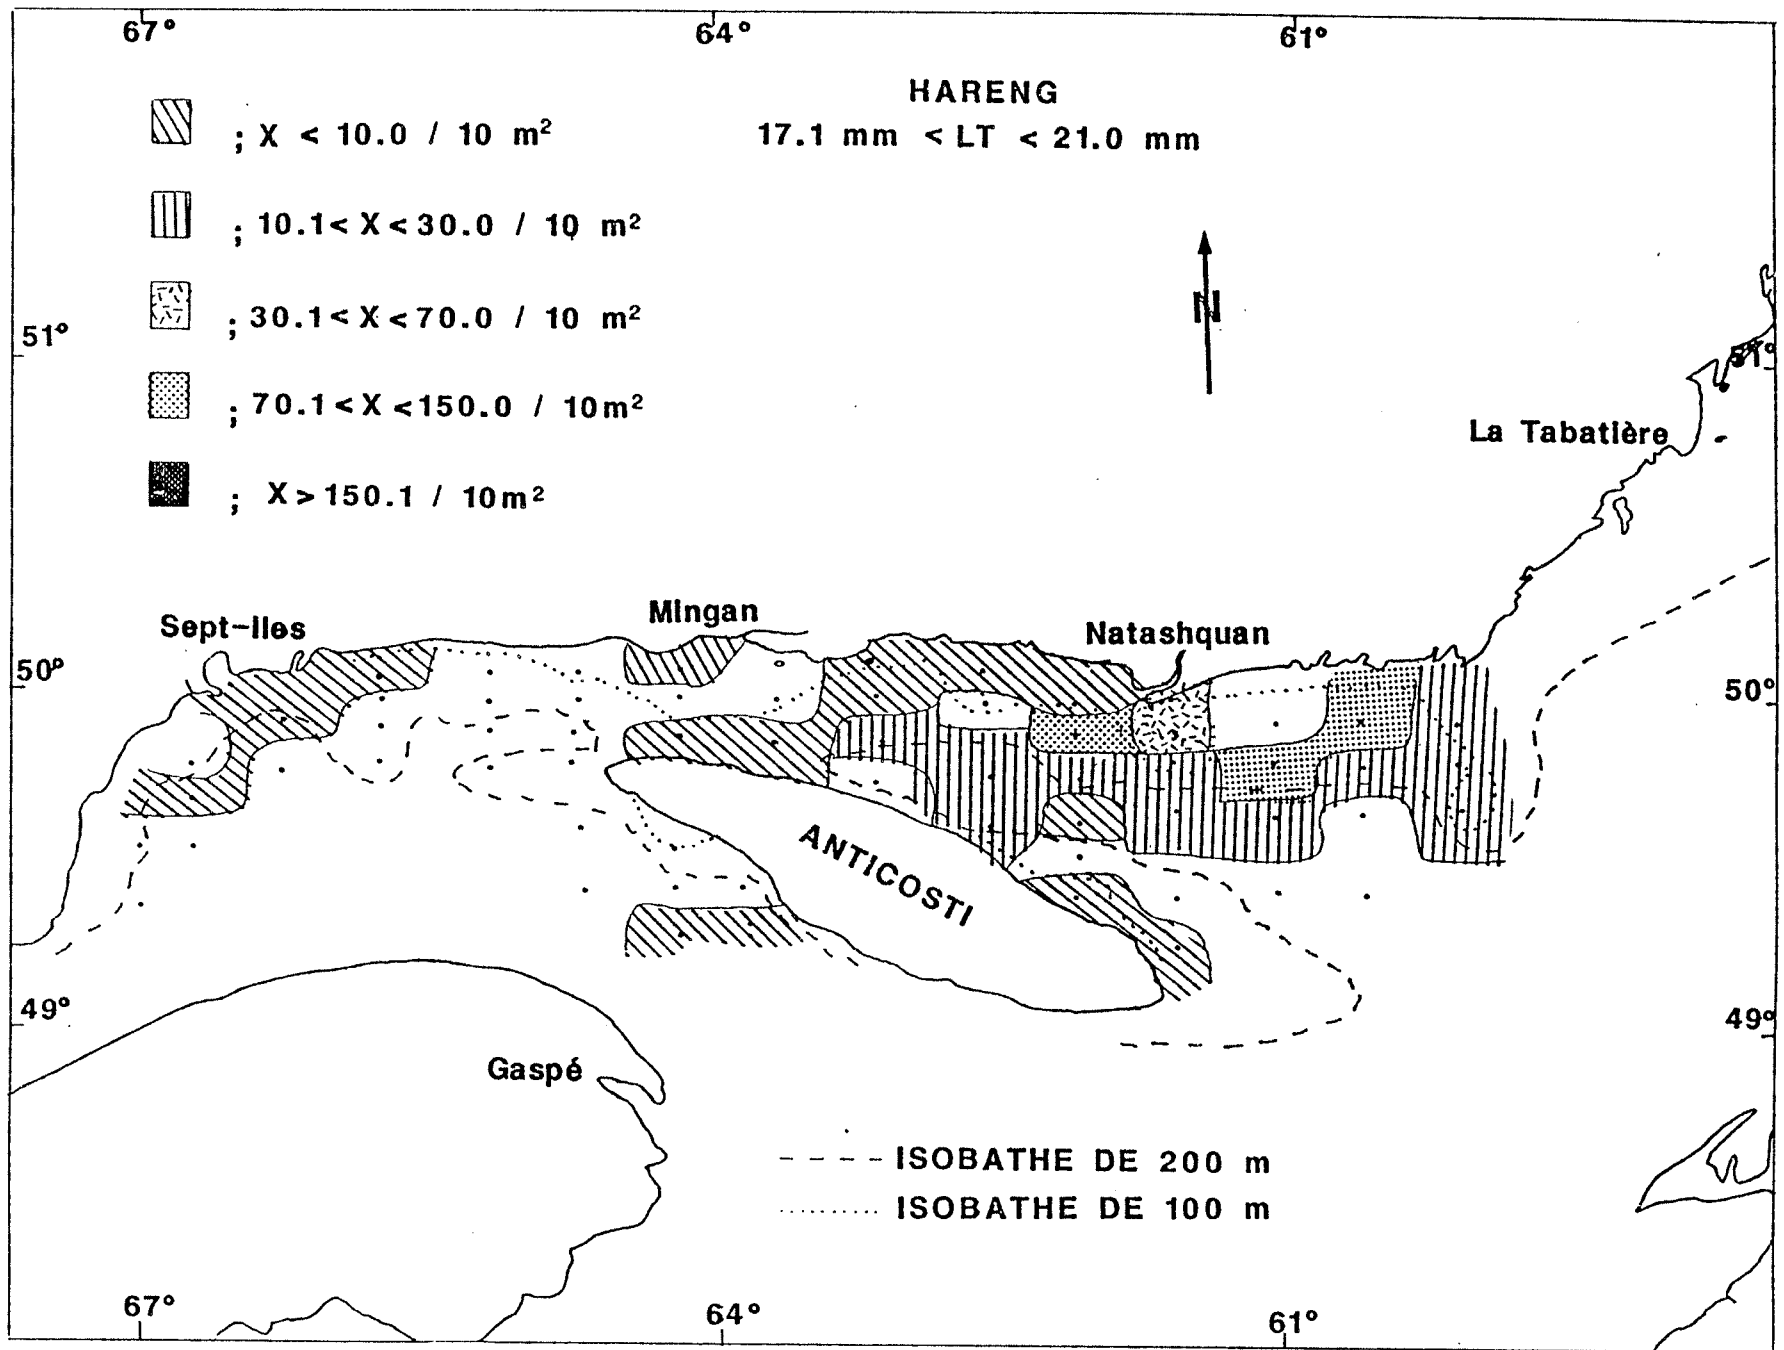 67° 64° 61°
HARENG
17.1 mm < LT < 21.0 mm
; X < 10.0 / 10 m²
; 10.1< X<30.0 / 10 m²
; 30.1< X<70.0 / 10 m²
; 70.1< X <150.0 / 10m²
; X> 150.1 / 10m²
N
51° 51°
La Tabatière
Sept-Iles
Mingan
Natashquan
50° 50°
ANTICOSTI
49° 49°
Gaspé
ISOBATHE DE 200 m
ISOBATHE DE 100 m
67° 64° 61°